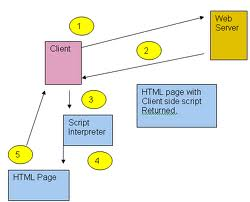 1
Web
Server
Client
2
3
HTML page with
Client side script
Returned.
Script
Interpreter
5
4
HTML Page